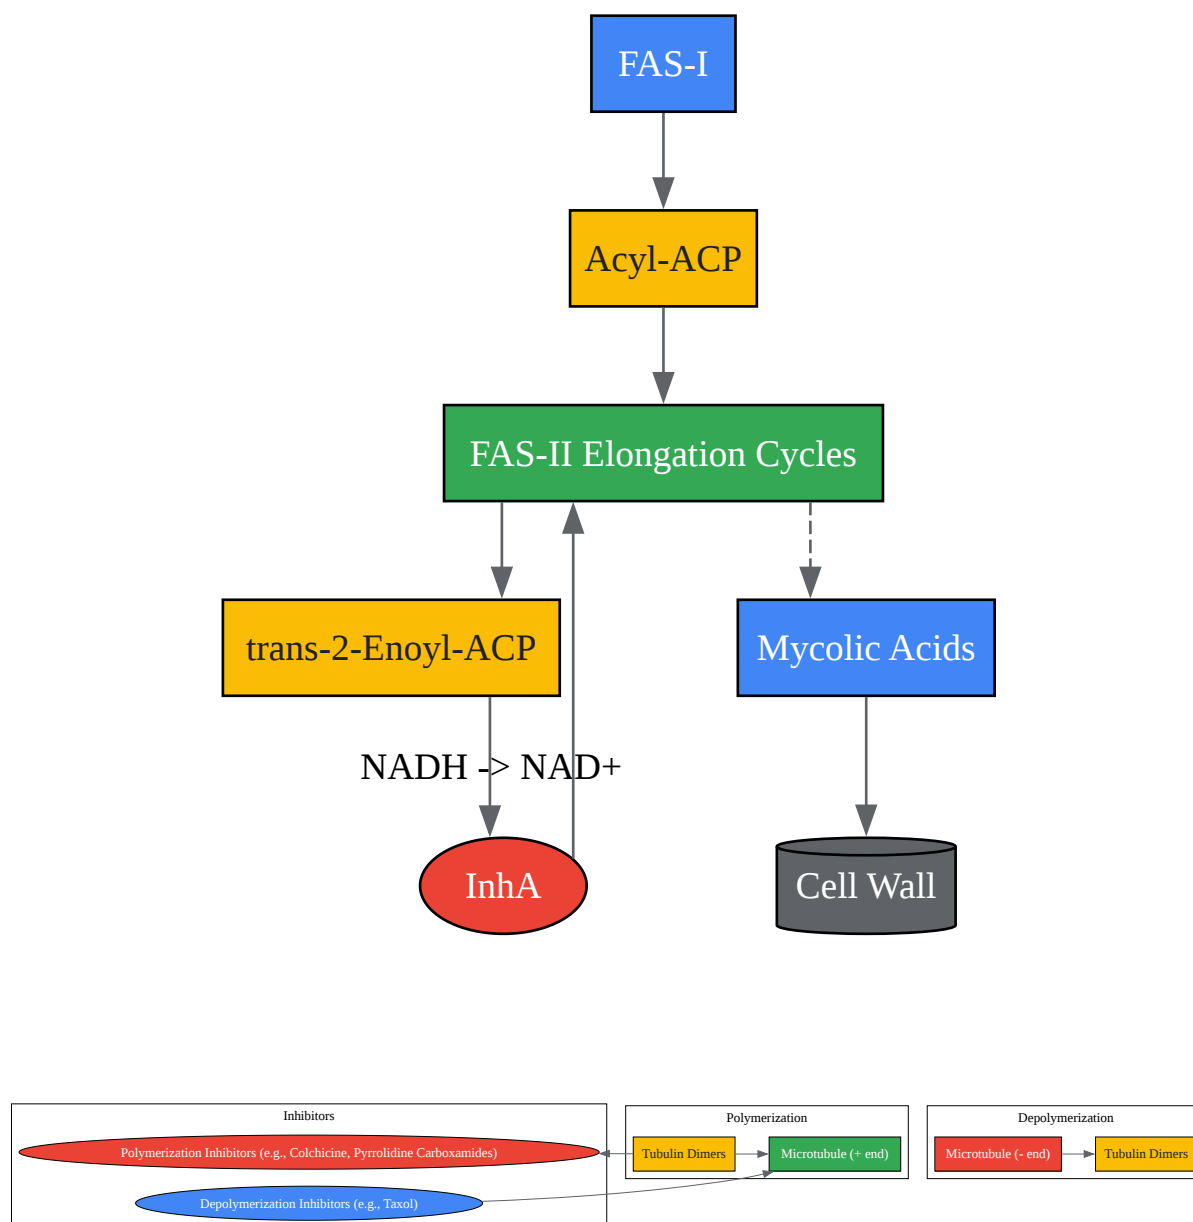 FAS-I
Acyl-ACP
FAS-II Elongation Cycles
trans-2-Enoyl-ACP
Mycolic Acids
NADH -> NAD+
InhA
Cell Wall
Inhibitors
Polymerization Inhibitors (e.g., Colchicine, Pyrrolidine Carboxamides)
Depolymerization Inhibitors (e.g., Taxol)
Polymerization
Tubulin Dimers
Microtubule (+ end)
Depolymerization
Microtubule (- end)
Tubulin Dimers